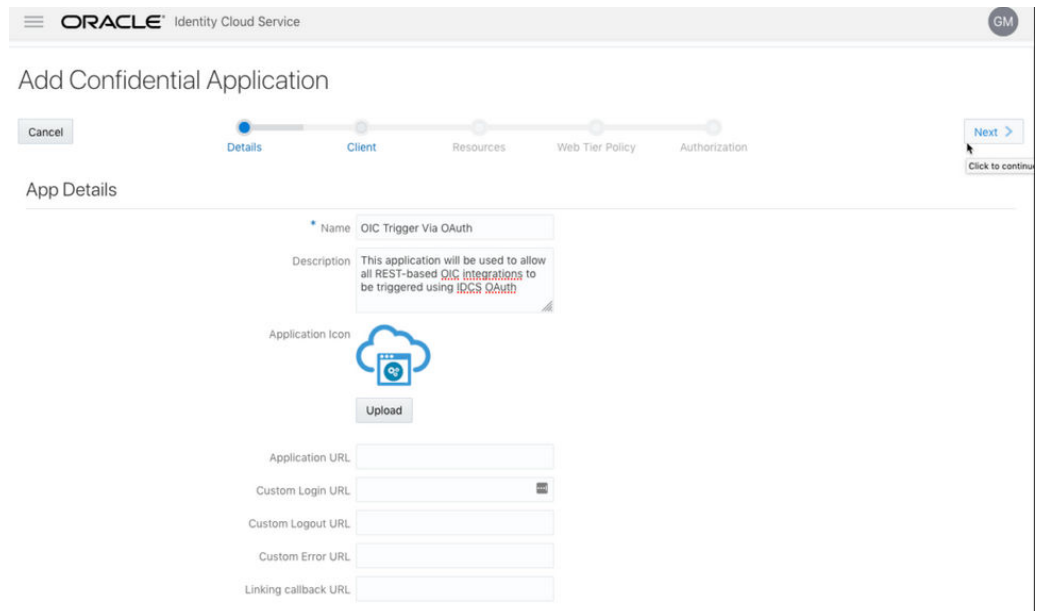 ORACLE® Identity Cloud Service
GM
Add Confidential Application
Cancel
Details
Client
Resources
Web Tier Policy
Authorization
Next >
Click to continue
App Details
* Name OIC Trigger Via OAuth
Description This application will be used to allow
all REST-based OIC integrations to
be triggered using IDCS OAuth
Application Icon
Upload
Application URL
Custom Login URL
Custom Logout URL
Custom Error URL
Linking callback URL